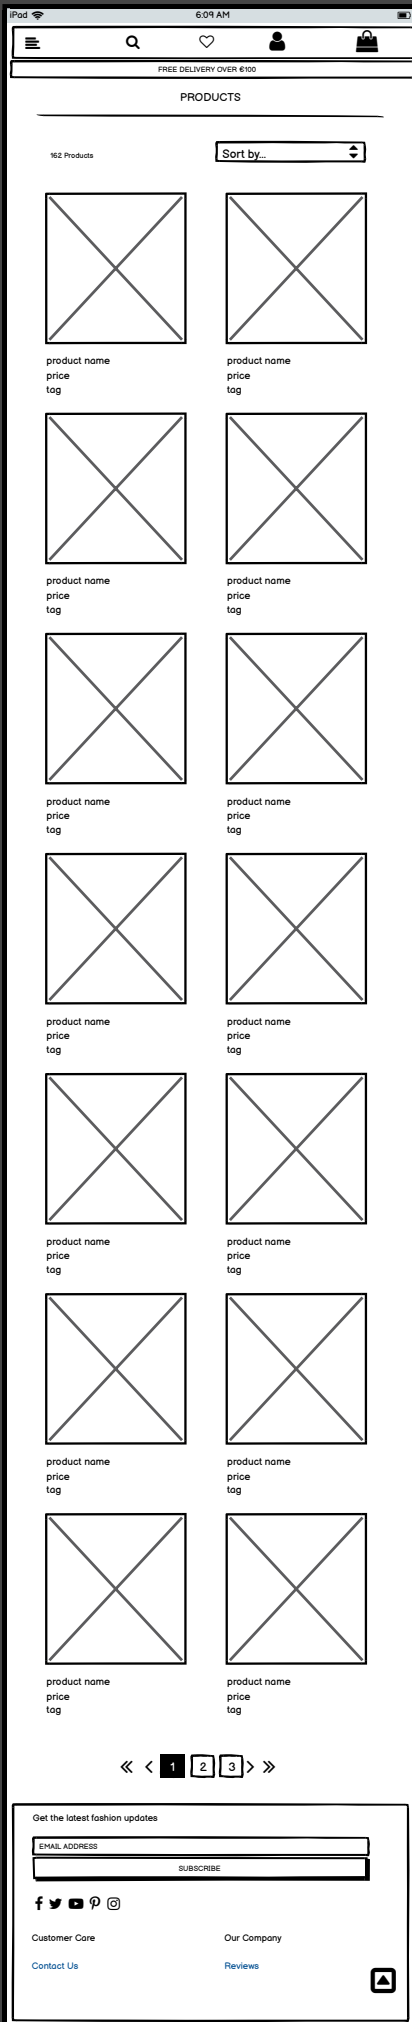 iPad 6:09 AM
FREE DELIVERY OVER €100
PRODUCTS
162 Products Sort by...
product name product name
price price
tag tag
product name product name
price price
tag tag
product name product name
price price
tag tag
product name product name
price price
tag tag
product name product name
price price
tag tag
product name product name
price price
tag tag
product name product name
price price
tag tag
« < 1 2 3 > »
Get the latest fashion updates
EMAIL ADDRESS
SUBSCRIBE
Customer Care Our Company
Contact Us Reviews